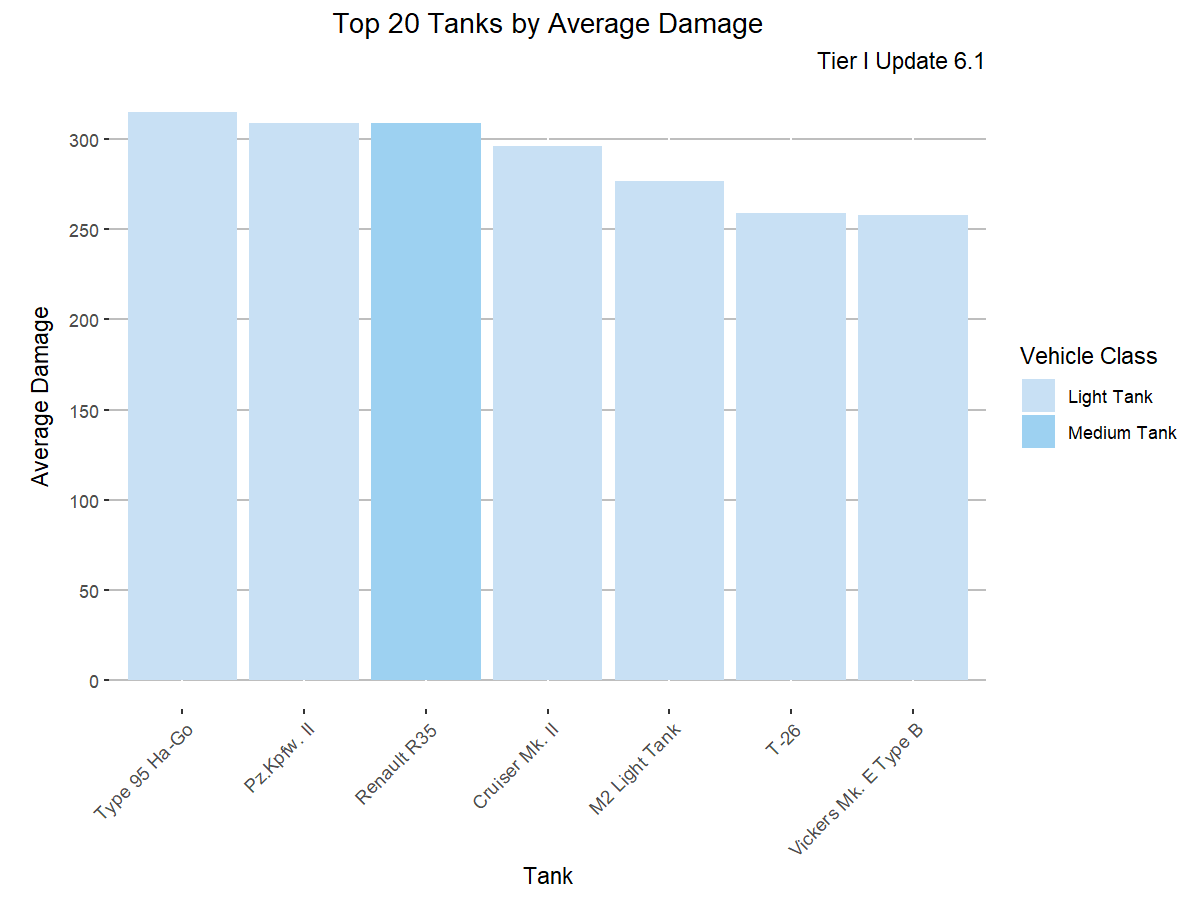 Top 20 Tanks by Average Damage
Tier I Update 6.1
Average Damage
300
250
200
150
100
50
0
Type 95 Ha-Go
Pz.Kpfw. II
Renault R35
Cruiser Mk. II
M2 Light Tank
T-26
Vickers Mk. E Type B
Tank
Vehicle Class
Light Tank
Medium Tank